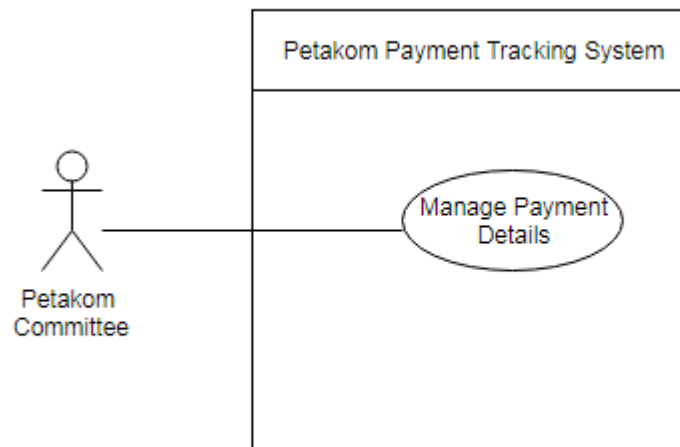 Petakom Payment Tracking System
Manage Payment
Details
Petakom
Committee